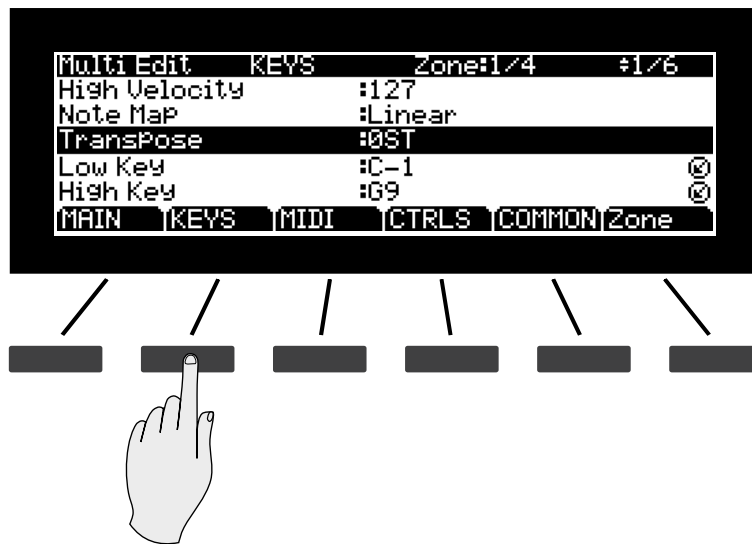 Multi Edit KEYS Zone:1/4 ÷1/6
High Velocity :127
Note Map :Linear
Transpose :0ST
Low Key :C-1
High Key :G9
MAIN KEYS MIDI CTRLS COMMON Zone